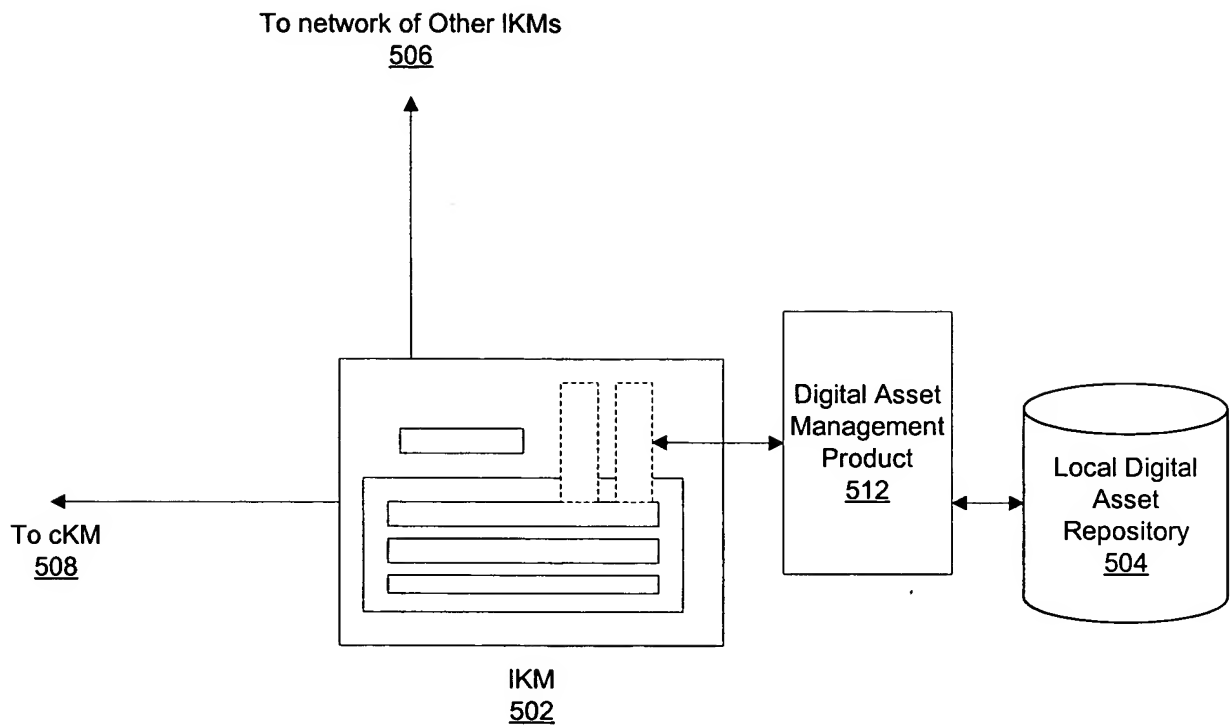 To network of Other IKMs
506
Digital Asset
Management
Product
512
Local Digital
Asset
Repository
504
To cKM
508
IKM
502